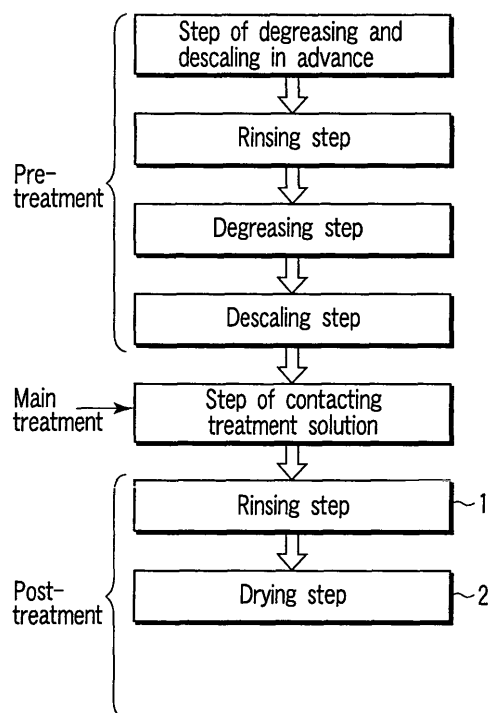 Step of degreasing and
descaling in advance
Rinsing step
Pre-
treatment
Degreasing step
Descaling step
Main
treatment
Step of contacting
treatment solution
Rinsing step
1
Post-
treatment
Drying step
2